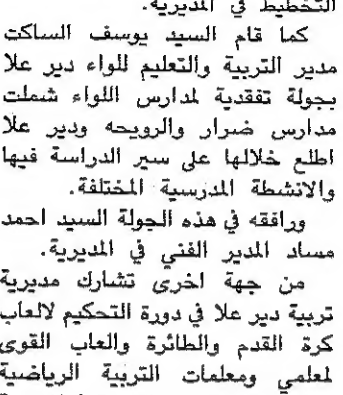 التخطيط في المديرية.
كما قام السيد يوسف الساكت
مدير التربية والتعليم للواء دير علا
بجولة تفقدية لمدارس اللواء شملت
مدارس ضرار والرويحه ودير علا
اطلع خلالها على سير الدراسة فيها
والانشطة المدرسية المختلفة.
ورافقه في هذه الجولة السيد احمد
مساد المدير الفني في المديرية.
من جهة اخرى تشارك مديرية
تربية دير علا في دورة التحكيم لالعاب
كرة القدم والطائرة والعاب القوى
لمعلمي ومعلمات التربية الرياضية